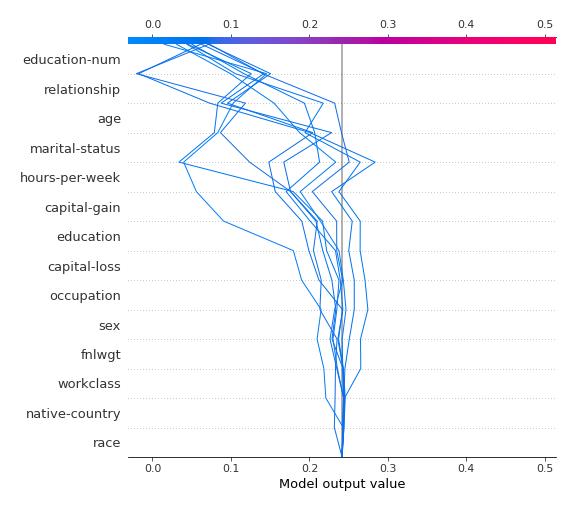 0.0 0.1 0.2 0.3 0.4 0.5
education-num
relationship
age
marital-status
hours-per-week
capital-gain
education
capital-loss
occupation
sex
fnlwgt
workclass
native-country
race
0.0 0.1 0.2 0.3 0.4 0.5
Model output value